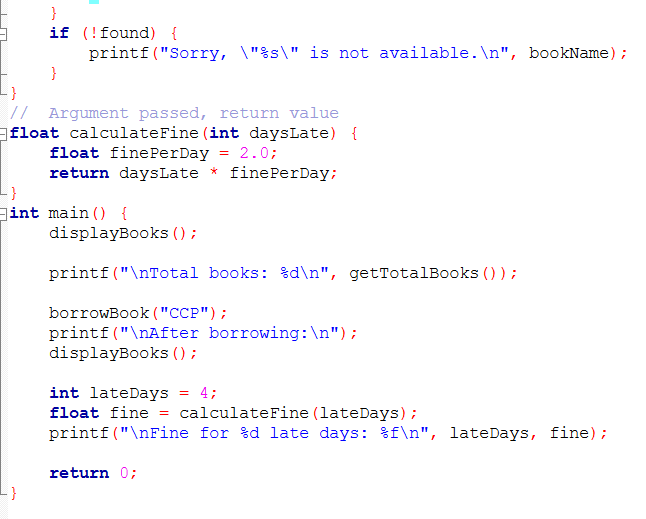 }
if (!found) {
printf("Sorry, \"%s\" is not available.\n", bookName);
}
}
//  Argument passed, return value
float calculateFine(int daysLate) {
float finePerDay = 2.0;
return daysLate * finePerDay;
}
int main() {
displayBooks();
printf("\nTotal books: %d\n", getTotalBooks());
borrowBook("CCP");
printf("\nAfter borrowing:\n");
displayBooks();
int lateDays = 4;
float fine = calculateFine(lateDays);
printf("\nFine for %d late days: %f\n", lateDays, fine);
return 0;
}